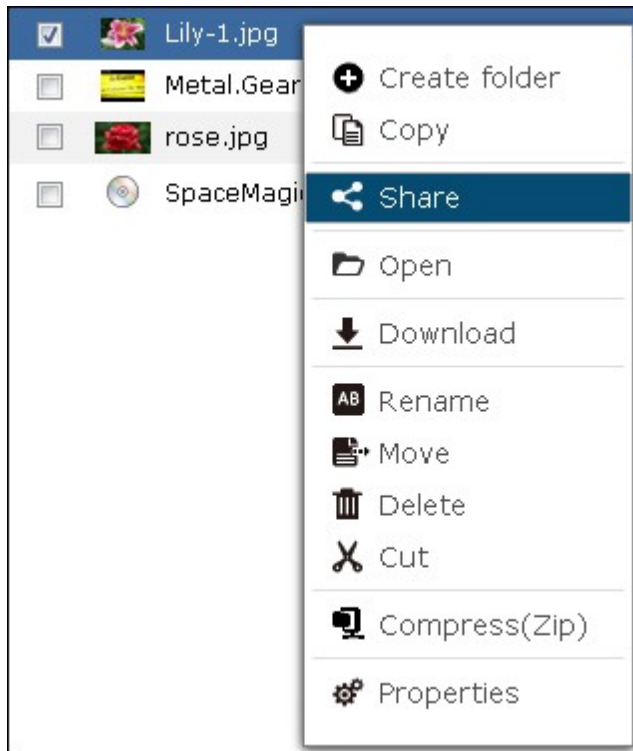 Lily-1.jpg
Metal.Gear
rose.jpg
SpaceMagi
Create folder
Copy
Share
Open
Download
AB Rename
Move
Delete
Cut
Compress(Zip)
Properties